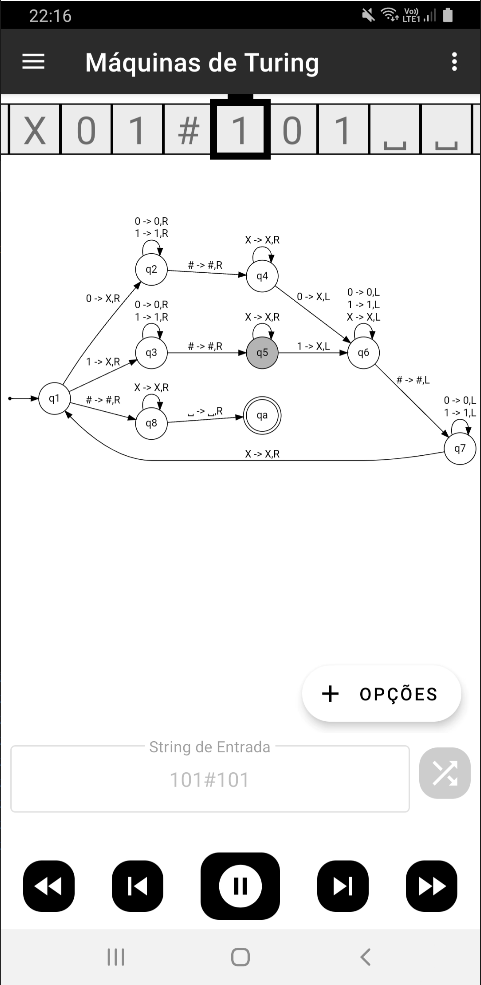 22:16
Vo))
LTE1
Máquinas de Turing
X 0 1 # 1 0 1 ␣ ␣
0 -> 0,R
1 -> 1,R
q2
# -> #,R
X -> X,R
q4
0 -> X,R
0 -> X,L
0 -> 0,R
1 -> 1,R
q3
1 -> X,R
# -> #,R
X -> X,R
q5
1 -> X,L
0 -> 0,L
1 -> 1,L
X -> X,L
q6
# -> #,L
q1
# -> #,R
X -> X,R
q8
␣ -> ␣,R
qa
0 -> 0,L
1 -> 1,L
q7
X -> X,R
+ OPÇÕES
String de Entrada
101#101